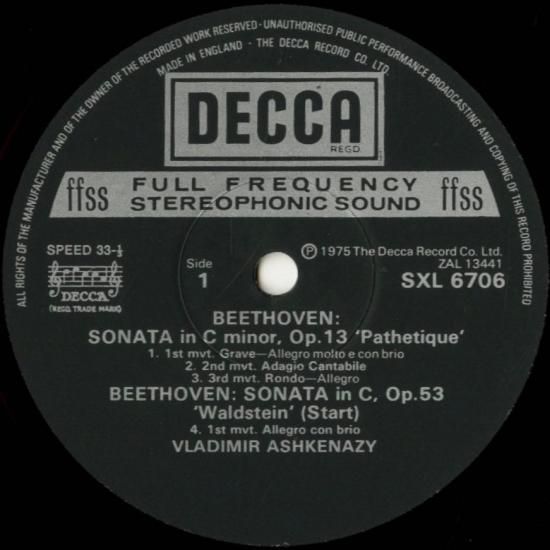 ALL RIGHTS OF THE MANUFACTURER AND OF THE OWNER OF THE RECORDED WORK RESERVED · UNAUTHORISED PUBLIC PERFORMANCE BROADCASTING AND COPYING OF THIS RECORD PROHIBITED
MADE IN ENGLAND · THE DECCA RECORD CO. LTD.
DECCA
REGD.
ffss FULL FREQUENCY STEREOPHONIC SOUND ffss
SPEED 33-⅓
DECCA
(REGD. TRADE MARK)
Side
1
Ⓟ 1975 The Decca Record Co. Ltd.
ZAL 13441
SXL 6706
BEETHOVEN:
SONATA in C minor, Op.13 'Pathetique'
1. 1st mvt. Grave—Allegro molto e con brio
2. 2nd mvt. Adagio Cantabile
3. 3rd mvt. Rondo—Allegro
BEETHOVEN: SONATA in C, Op.53
'Waldstein' (Start)
4. 1st mvt. Allegro con brio
VLADIMIR ASHKENAZY